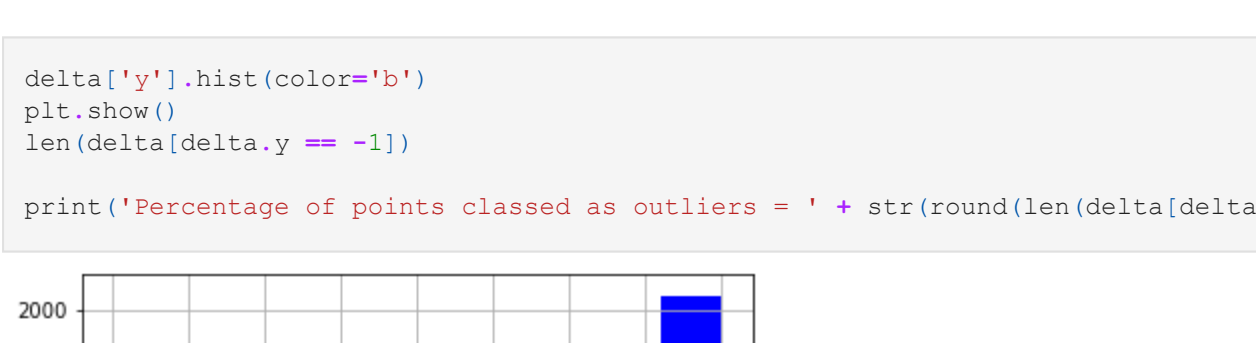 delta['y'].hist(color='b')
plt.show()
len(delta[delta.y == -1])
print('Percentage of points classed as outliers = ' + str(round(len(delta[delta
2000